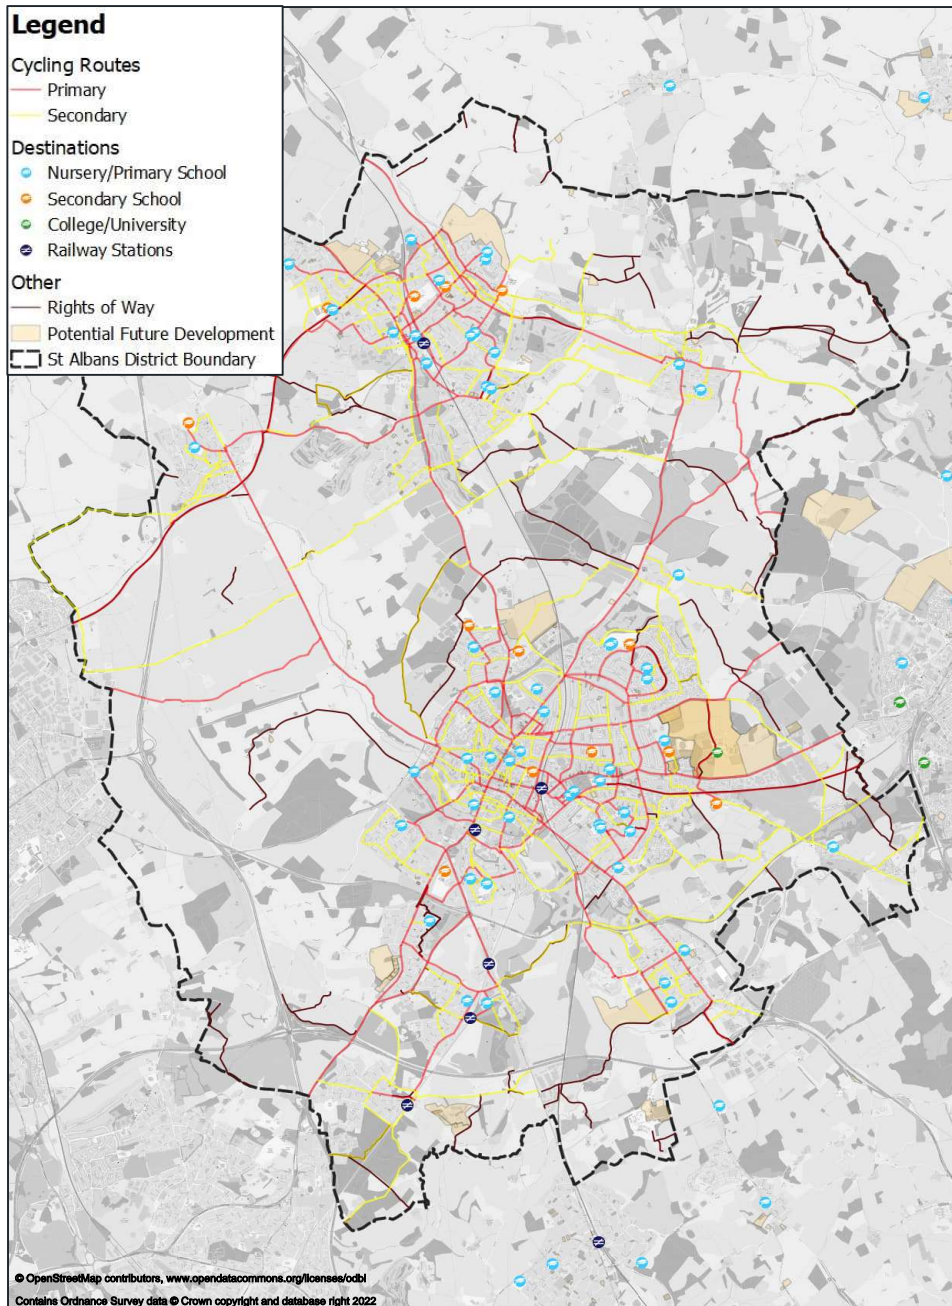 Legend
Cycling Routes
Primary
Secondary
Destinations
Nursery/Primary School
Secondary School
College/University
Railway Stations
Other
Rights of Way
Potential Future Development
St Albans District Boundary
© OpenStreetMap contributors, www.opendatacommons.org/licenses/odbl
Contains Ordnance Survey data © Crown copyright and database right 2022